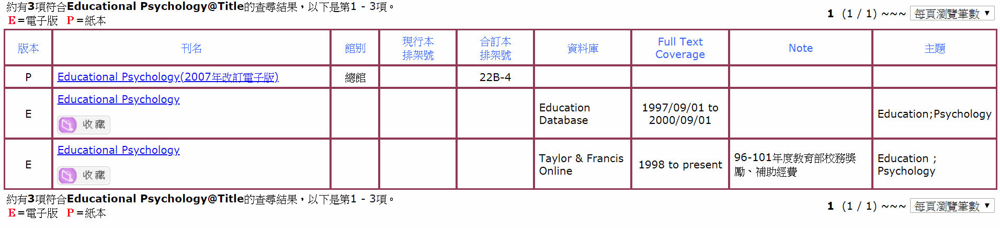 約有3項符合Educational Psychology@Title的查尋結果，以下是第1 - 3項。
E=電子版 P=紙本
1 (1 / 1) ~~~ 每頁瀏覽筆數
版本 刊名 館別 現行本 排架號 合訂本 排架號 資料庫 Full Text Coverage Note 主題
P Educational Psychology(2007年改訂電子版) 總館 22B-4
Educational Psychology
E 收藏 Education Database 1997/09/01 to 2000/09/01 Education;Psychology
Educational Psychology
E 收藏 Taylor & Francis Online 1998 to present 96-101年度教育部校務獎勵、補助經費 Education ; Psychology
約有3項符合Educational Psychology@Title的查尋結果，以下是第1 - 3項。
E=電子版 P=紙本
1 (1 / 1) ~~~ 每頁瀏覽筆數